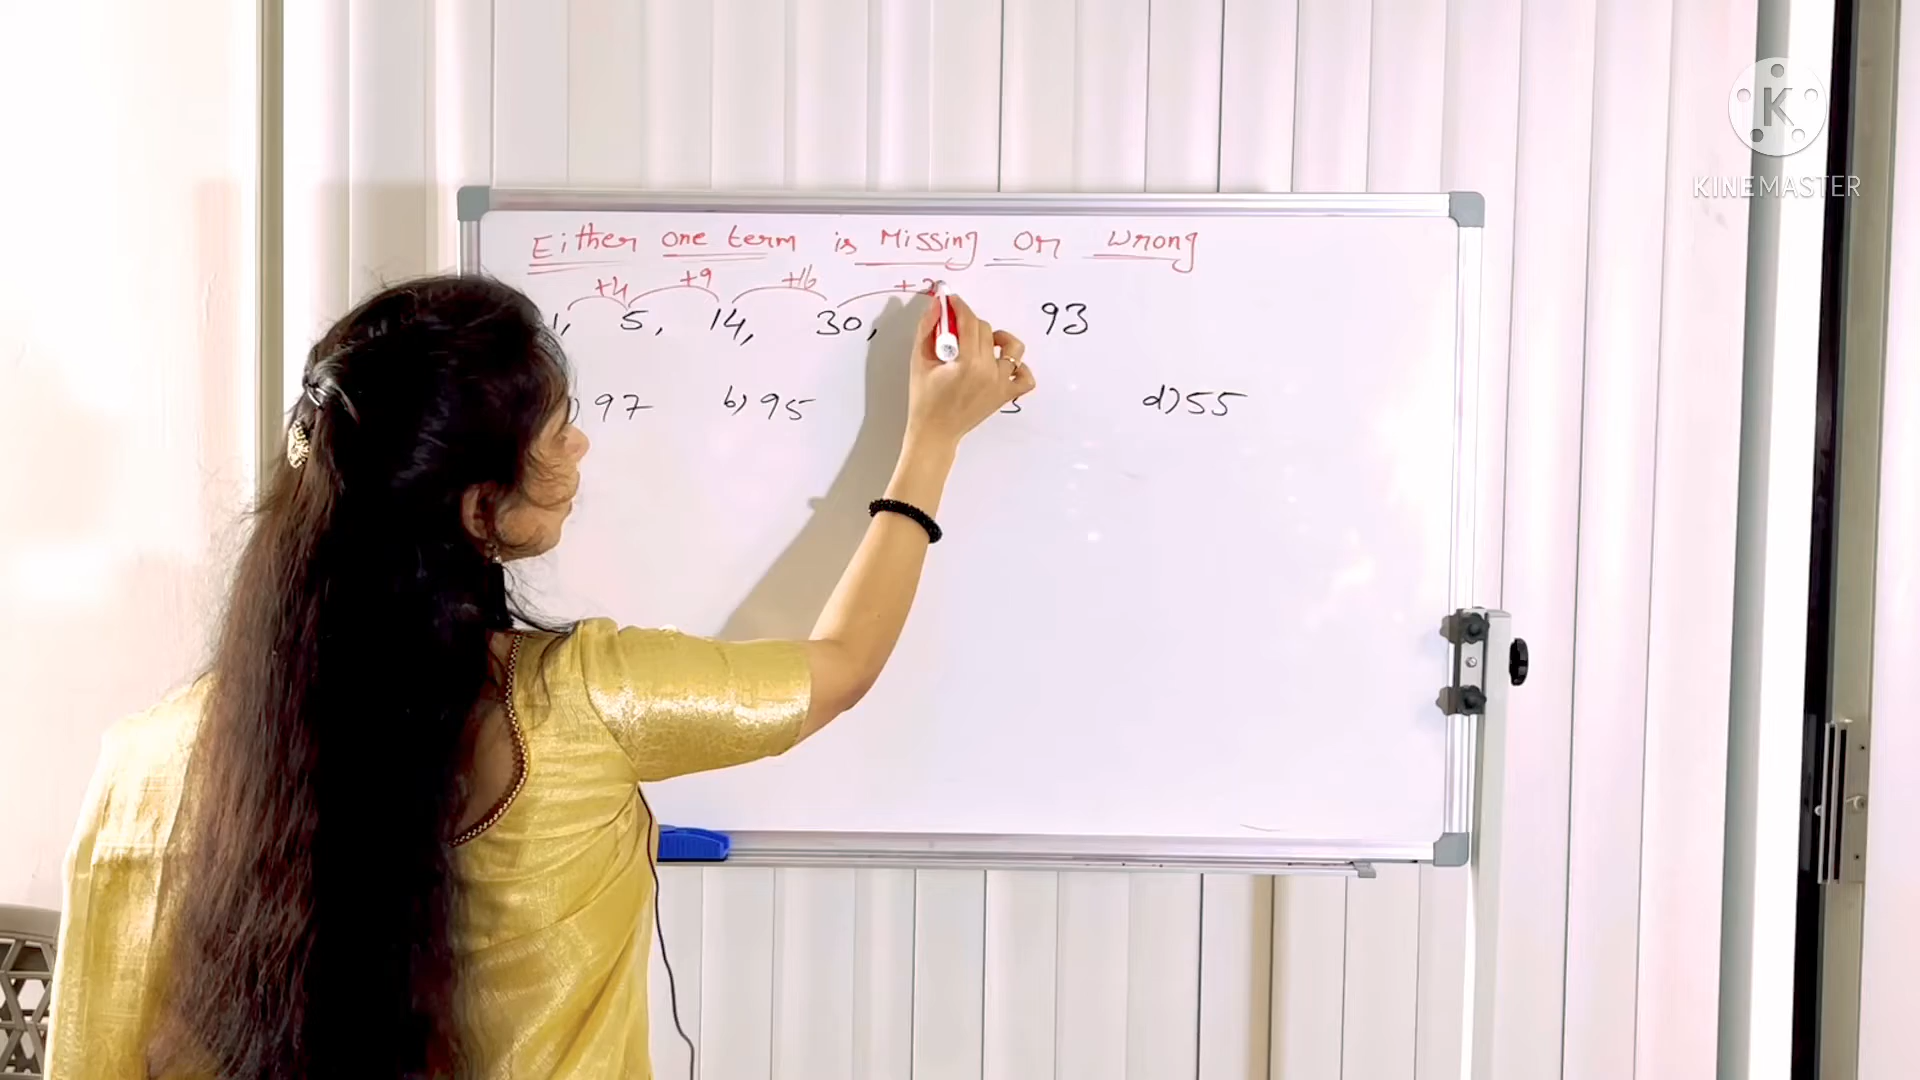 Either one term is Missing or wrong
+4 +9 +16 +2
1, 5, 14, 30, 93
) 97 b) 95 d) 55
K
KINEMASTER